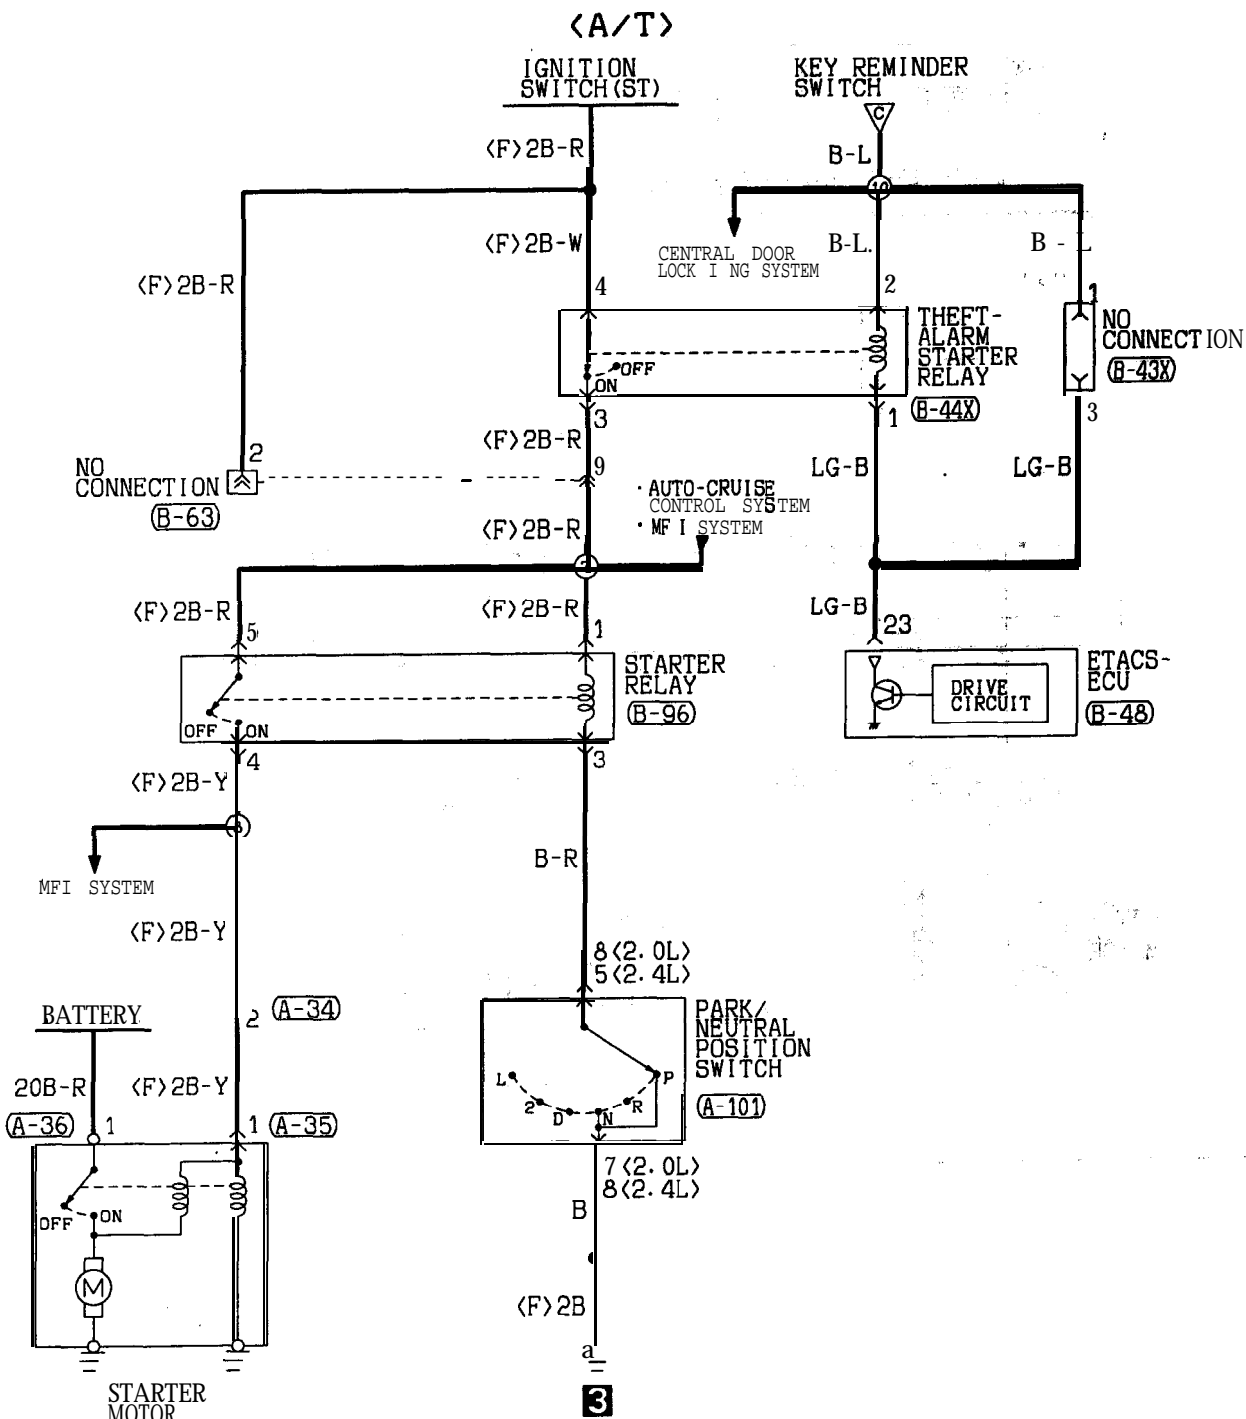 <A/T>
IGNITION
SWITCH(ST)
KEY REMINDER
SWITCH
C
<F>2B-R
B-L
10
<F>2B-W
CENTRAL DOOR
LOCK I NG SYSTEM
B-L.
B - L
<F>2B-R
4
2
1
THEFT-
ALARM
STARTER
RELAY
(B-44X)
NO
CONNECTION
(B-43X)
OFF
ON
3
1
3
<F>2B-R
2
9
NO
CONNECTION
(B-63)
LG-B
LG-B
· AUTO-CRUISE
CONTROL SYSTEM
· MF I SYSTEM
<F>2B-R
<F>2B-R
<F>2B-R
LG-B
23
5
1
STARTER
RELAY
(B-96)
ETACS-
ECU
(B-48)
DRIVE
CIRCUIT
OFF
ON
4
3
<F>2B-Y
B-R
MFI SYSTEM
<F>2B-Y
8<2.0L>
5<2.4L>
BATTERY
2
(A-34)
PARK/
NEUTRAL
POSITION
SWITCH
(A-101)
L
2
D
N
R
P
20B-R
<F>2B-Y
(A-36)
1
1
(A-35)
7<2.0L>
8<2.4L>
OFF
ON
B
M
<F>2B
a
3
STARTER
MOTOR